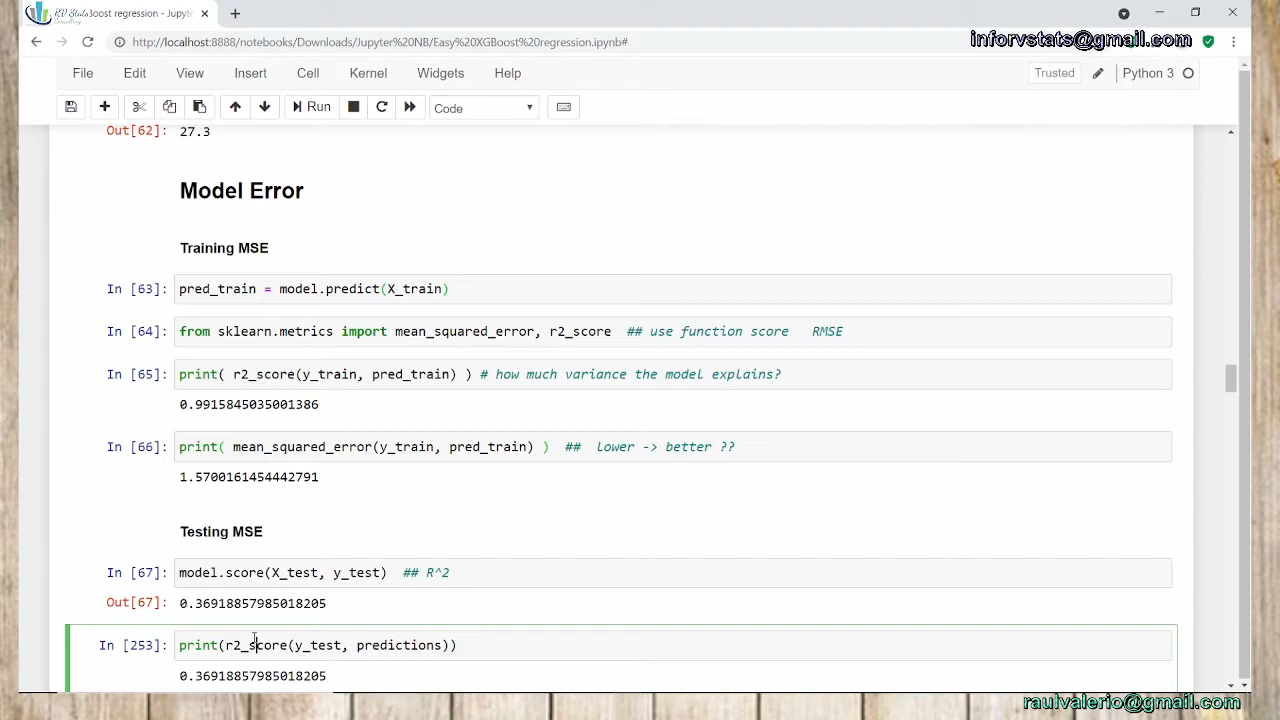 RV Stats
Consulting
Boost regression - Jupyte
inforvstats@gmail.com
http://localhost:8888/notebooks/Downloads/Jupyter%20NB/Easy%20XGBoost%20regression.ipynb#
File Edit View Insert Cell Kernel Widgets Help Trusted Python 3
Run Code
Out[62]: 27.3
Model Error
Training MSE
In [63]: pred_train = model.predict(X_train)
In [64]: from sklearn.metrics import mean_squared_error, r2_score ## use function score RMSE
In [65]: print( r2_score(y_train, pred_train) ) # how much variance the model explains?
0.9915845035001386
In [66]: print( mean_squared_error(y_train, pred_train) ) ## lower -> better ??
1.5700161454442791
Testing MSE
In [67]: model.score(X_test, y_test) ## R^2
Out[67]: 0.36918857985018205
In [253]: print(r2_score(y_test, predictions))
0.36918857985018205
raulvalerio@gmail.com